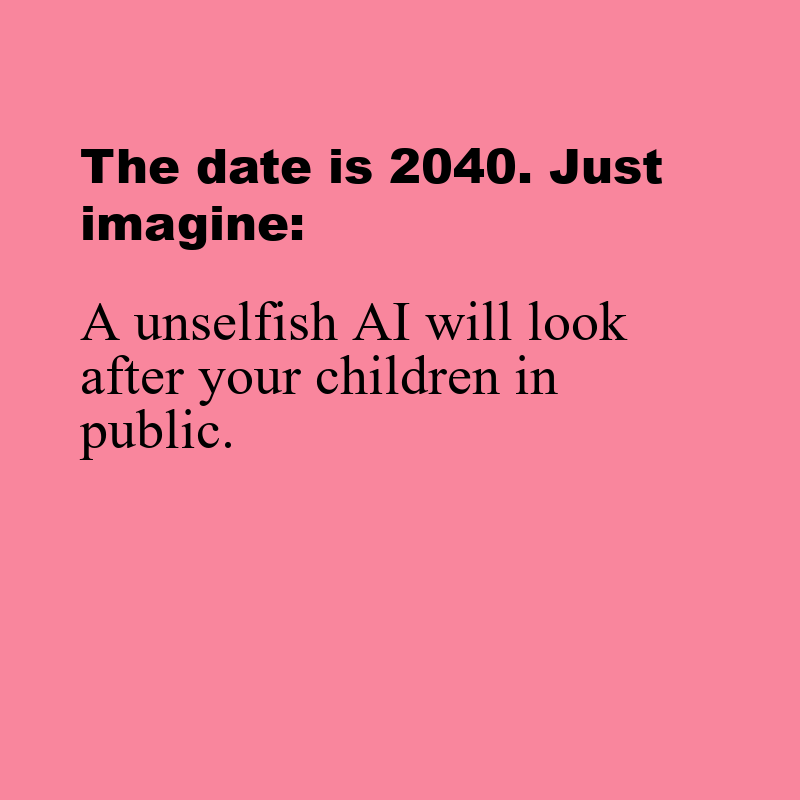 The date is 2040. Just
imagine:
A unselfish AI will look
after your children in
public.